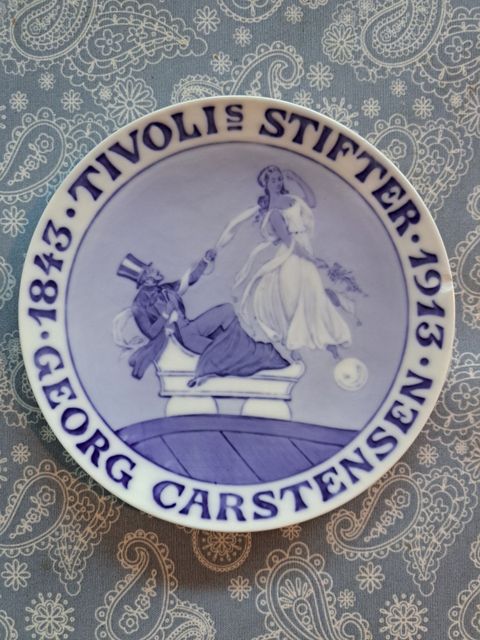 1843 · TIVOLIS STIFTER · 1913 ·
GEORG CARSTENSEN ·